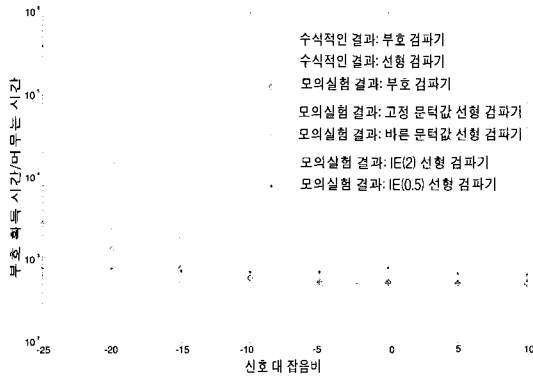 수식적인 결과: 부호 검파기
수식적인 결과: 선형 검파기
모의실험 결과: 부호 검파기
모의실험 결과: 고정 문턱값 선형 검파기
모의실험 결과: 바른 문턱값 선형 검파기
모의실험 결과: IE(2) 선형 검파기
모의실험 결과: IE(0.5) 선형 검파기
부호 획득 시간/머무는 시간
-25 -20 -15 -10 -5 0 5 10
신호 대 잡음비